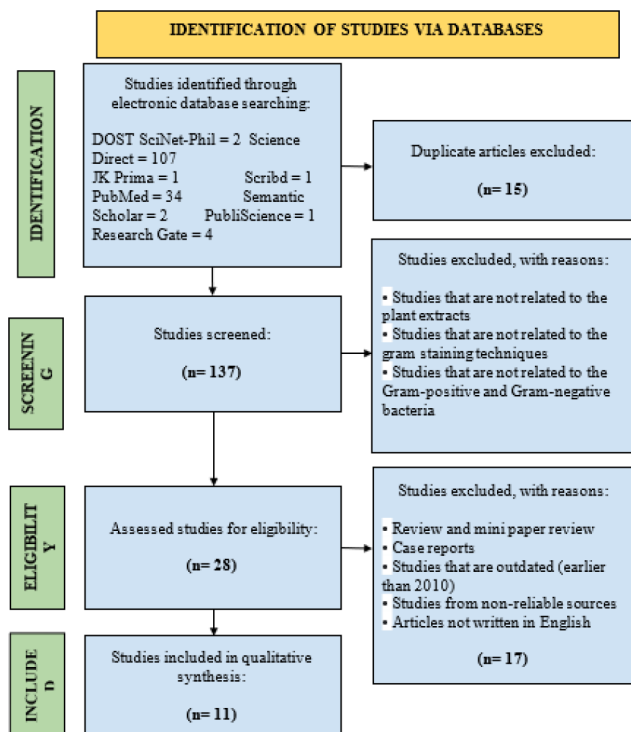 IDENTIFICATION OF STUDIES VIA DATABASES
IDENTIFICATION
Studies identified through
electronic database searching:
DOST SciNet-Phil = 2 Science
Direct = 107
JK Prima = 1 Scribd = 1
PubMed = 34 Semantic
Scholar = 2 PubliScience = 1
Research Gate = 4
Duplicate articles excluded:
(n= 15)
SCREENIN
G
Studies screened:
(n= 137)
Studies excluded, with reasons:
• Studies that are not related to the
plant extracts
• Studies that are not related to the
gram staining techniques
• Studies that are not related to the
Gram-positive and Gram-negative
bacteria
ELIGIBILIT
Y
Assessed studies for eligibility:
(n= 28)
Studies excluded, with reasons:
• Review and mini paper review
• Case reports
• Studies that are outdated (earlier
than 2010)
• Studies from non-reliable sources
• Articles not written in English
(n= 17)
INCLUDE
D
Studies included in qualitative
synthesis:
(n= 11)